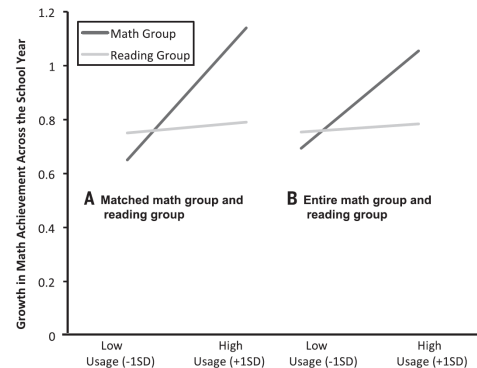 Growth in Math Achievement Across the School Year
1.2
1
0.8
0.6
0.4
0.2
0
Math Group
Reading Group
A Matched math group and
reading group
B Entire math group and
reading group
Low
Usage (-1SD)
High
Usage (+1SD)
Low
Usage (-1SD)
High
Usage (+1SD)